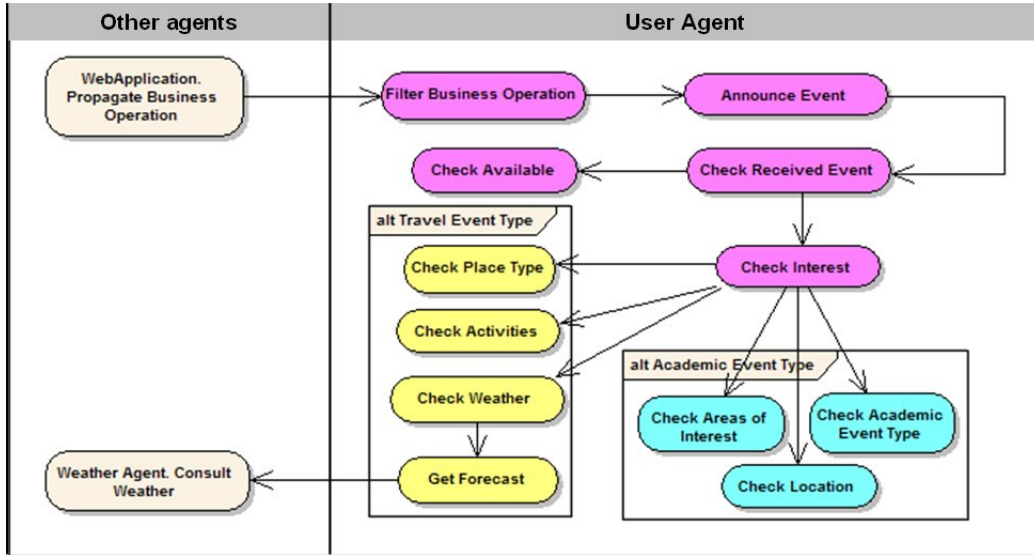 Other agents
User Agent
WebApplication.
Propagate Business
Operation
Filter Business Operation
Announce Event
Check Available
Check Received Event
alt Travel Event Type
Check Place Type
Check Interest
Check Activities
alt Academic Event Type
Check Weather
Check Areas of
Interest
Check Academic
Event Type
Weather Agent. Consult
Weather
Get Forecast
Check Location